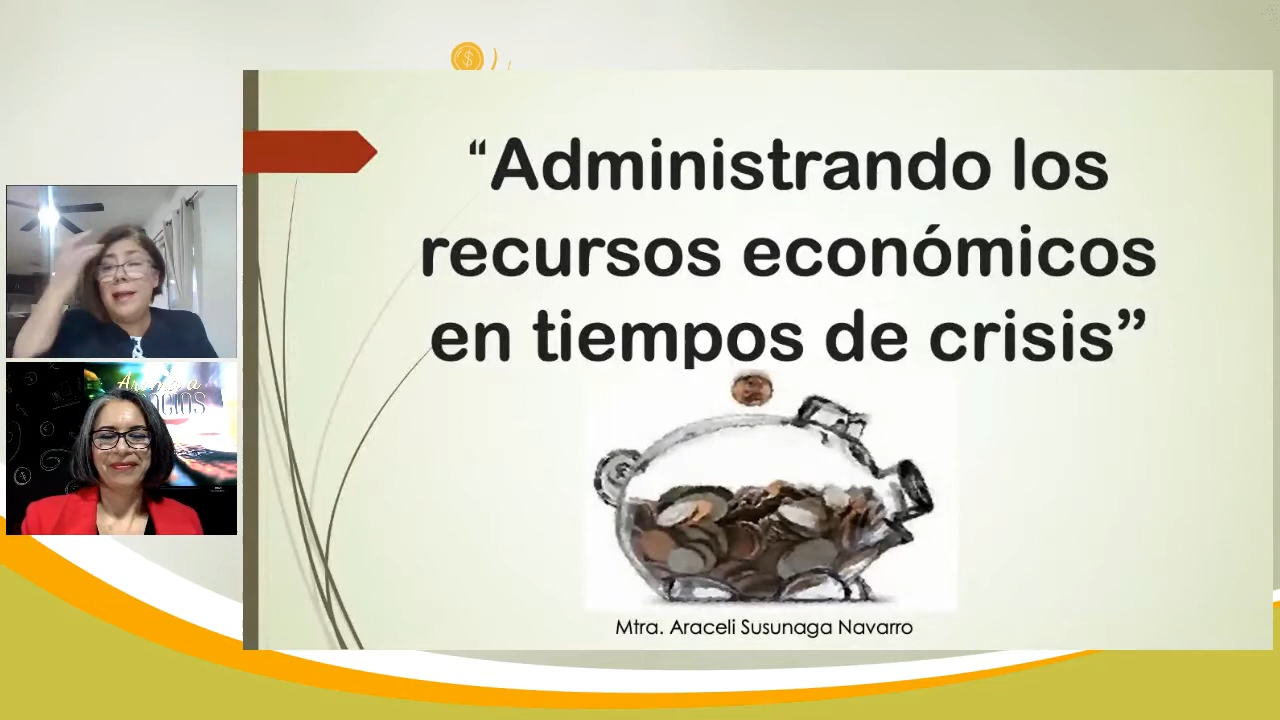 “Administrando los
recursos económicos
en tiempos de crisis”
Mtra. Araceli Susunaga Navarro